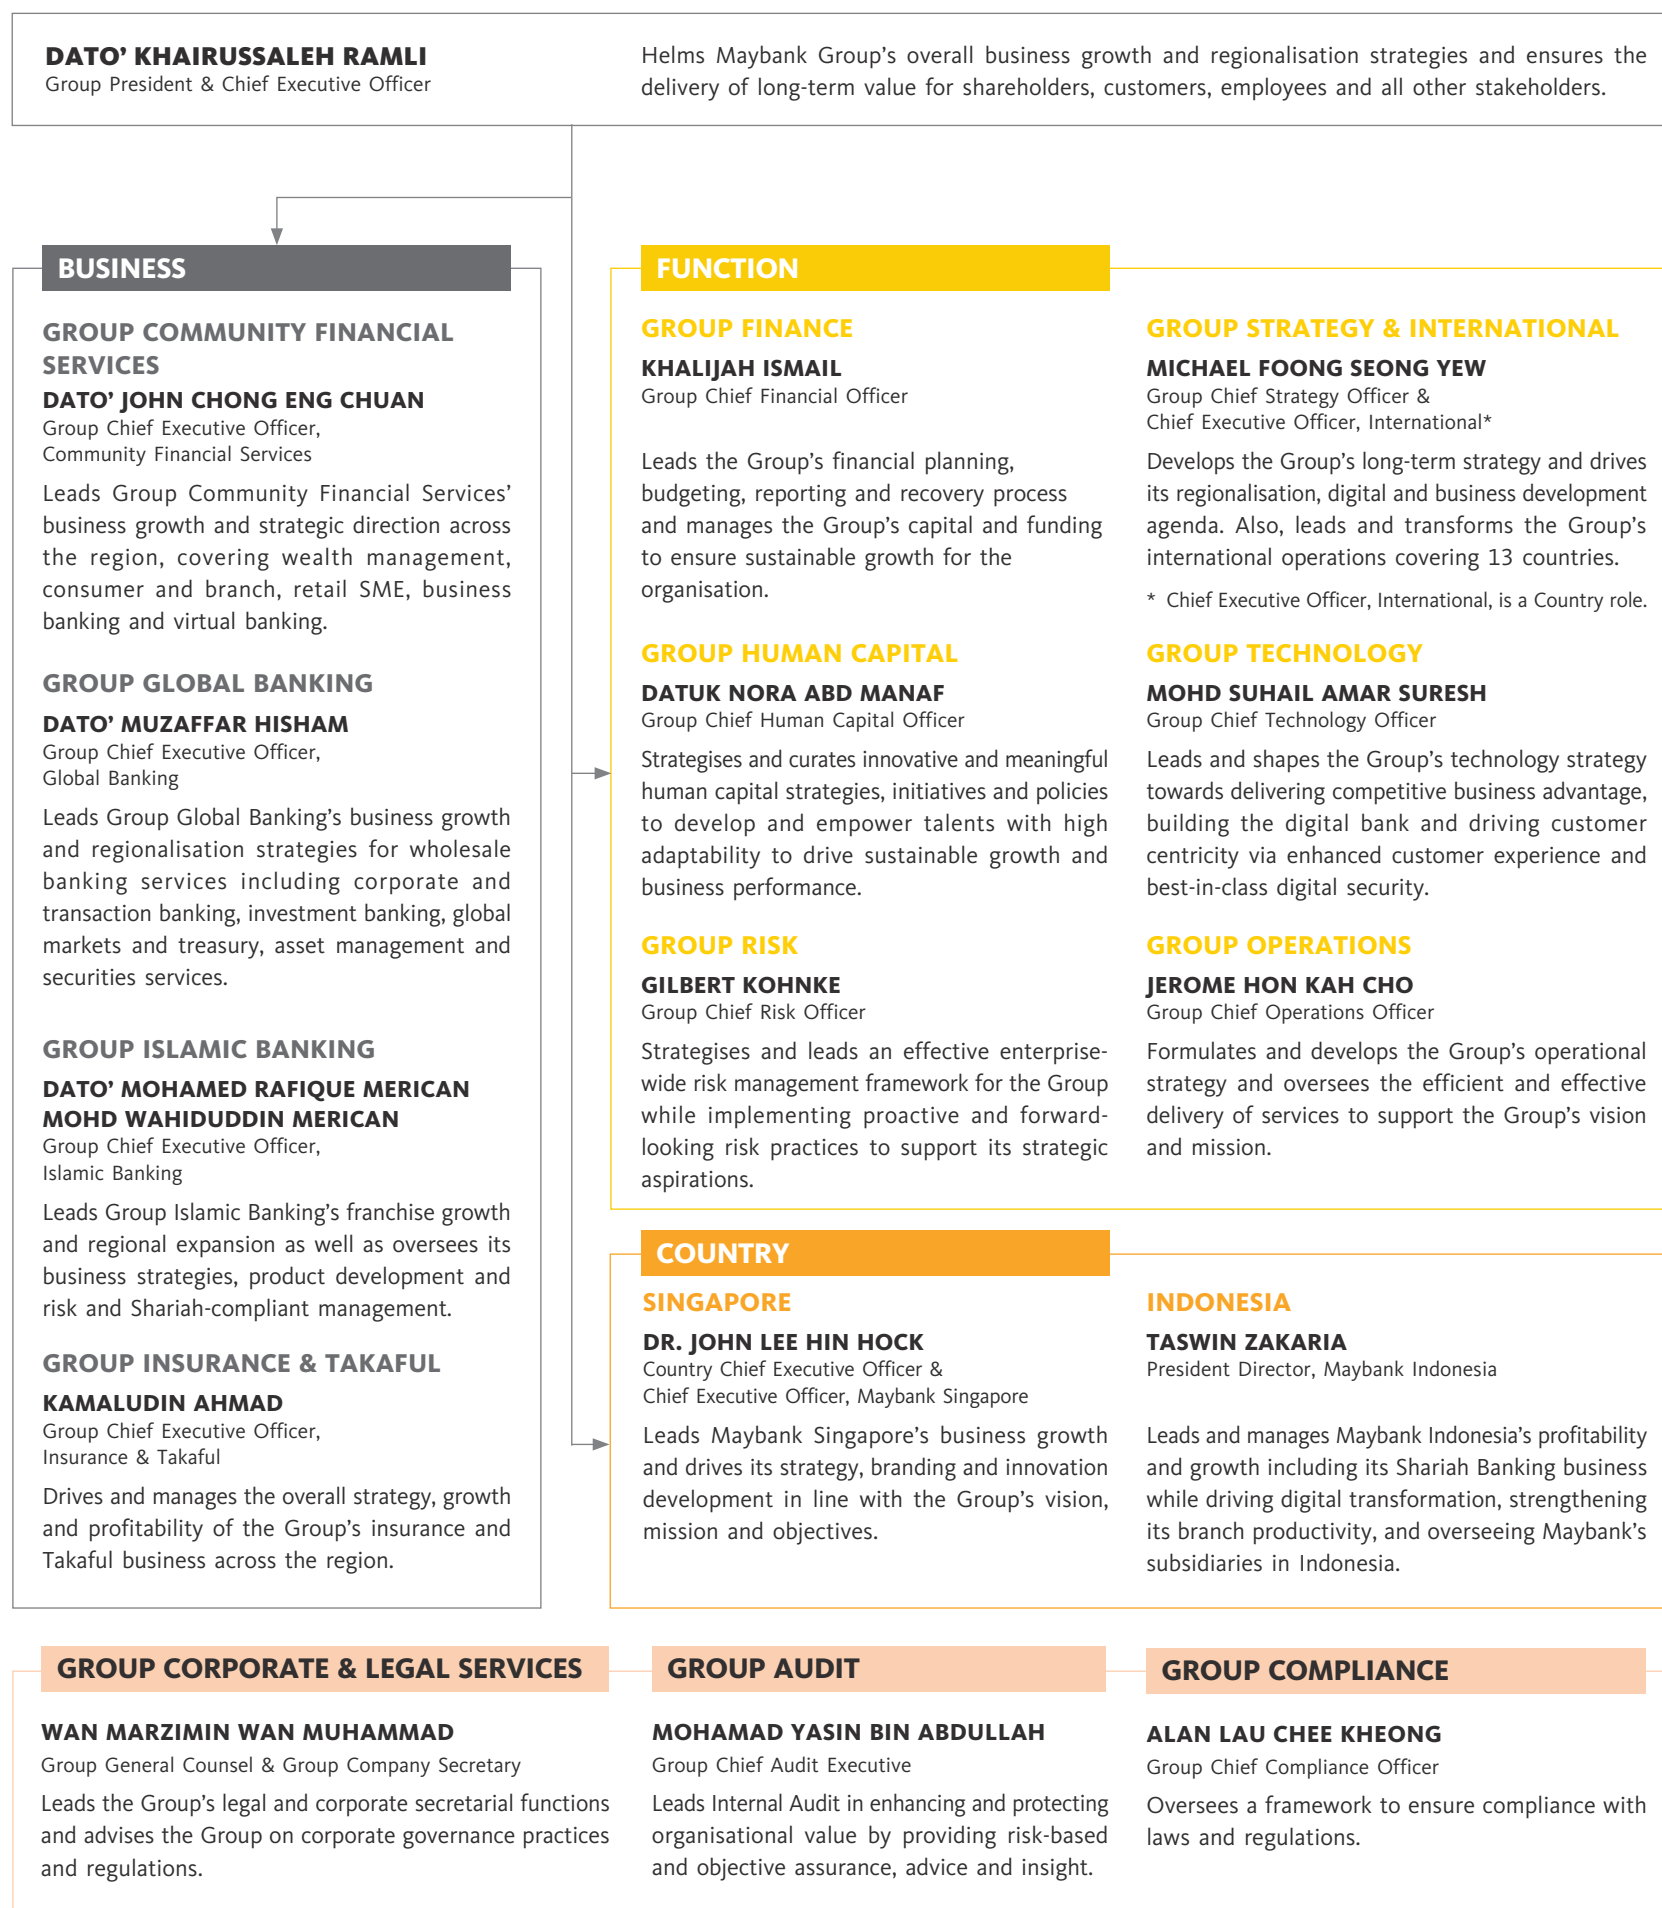 DATO’ KHAIRUSSALEH RAMLI
Group President & Chief Executive Officer
Helms Maybank Group’s overall business growth and regionalisation strategies and ensures the
delivery of long-term value for shareholders, customers, employees and all other stakeholders.
BUSINESS
GROUP COMMUNITY FINANCIAL
SERVICES
DATO’ JOHN CHONG ENG CHUAN
Group Chief Executive Officer,
Community Financial Services
Leads Group Community Financial Services’
business growth and strategic direction across
the region, covering wealth management,
consumer and branch, retail SME, business
banking and virtual banking.
GROUP GLOBAL BANKING
DATO’ MUZAFFAR HISHAM
Group Chief Executive Officer,
Global Banking
Leads Group Global Banking’s business growth
and regionalisation strategies for wholesale
banking services including corporate and
transaction banking, investment banking, global
markets and treasury, asset management and
securities services.
GROUP ISLAMIC BANKING
DATO’ MOHAMED RAFIQUE MERICAN
MOHD WAHIDUDDIN MERICAN
Group Chief Executive Officer,
Islamic Banking
Leads Group Islamic Banking’s franchise growth
and regional expansion as well as oversees its
business strategies, product development and
risk and Shariah-compliant management.
GROUP INSURANCE & TAKAFUL
KAMALUDIN AHMAD
Group Chief Executive Officer,
Insurance & Takaful
Drives and manages the overall strategy, growth
and profitability of the Group’s insurance and
Takaful business across the region.
FUNCTION
GROUP FINANCE
KHALIJAH ISMAIL
Group Chief Financial Officer
Leads the Group’s financial planning,
budgeting, reporting and recovery process
and manages the Group’s capital and funding
to ensure sustainable growth for the
organisation.
GROUP STRATEGY & INTERNATIONAL
MICHAEL FOONG SEONG YEW
Group Chief Strategy Officer &
Chief Executive Officer, International*
Develops the Group’s long-term strategy and drives
its regionalisation, digital and business development
agenda. Also, leads and transforms the Group’s
international operations covering 13 countries.
* Chief Executive Officer, International, is a Country role.
GROUP HUMAN CAPITAL
DATUK NORA ABD MANAF
Group Chief Human Capital Officer
Strategises and curates innovative and meaningful
human capital strategies, initiatives and policies
to develop and empower talents with high
adaptability to drive sustainable growth and
business performance.
GROUP TECHNOLOGY
MOHD SUHAIL AMAR SURESH
Group Chief Technology Officer
Leads and shapes the Group’s technology strategy
towards delivering competitive business advantage,
building the digital bank and driving customer
centricity via enhanced customer experience and
best-in-class digital security.
GROUP RISK
GILBERT KOHNKE
Group Chief Risk Officer
Strategises and leads an effective enterprise-
wide risk management framework for the Group
while implementing proactive and forward-
looking risk practices to support its strategic
aspirations.
GROUP OPERATIONS
JEROME HON KAH CHO
Group Chief Operations Officer
Formulates and develops the Group’s operational
strategy and oversees the efficient and effective
delivery of services to support the Group’s vision
and mission.
COUNTRY
SINGAPORE
DR. JOHN LEE HIN HOCK
Country Chief Executive Officer &
Chief Executive Officer, Maybank Singapore
Leads Maybank Singapore’s business growth
and drives its strategy, branding and innovation
development in line with the Group’s vision,
mission and objectives.
INDONESIA
TASWIN ZAKARIA
President Director, Maybank Indonesia
Leads and manages Maybank Indonesia’s profitability
and growth including its Shariah Banking business
while driving digital transformation, strengthening
its branch productivity, and overseeing Maybank’s
subsidiaries in Indonesia.
GROUP CORPORATE & LEGAL SERVICES
WAN MARZIMIN WAN MUHAMMAD
Group General Counsel & Group Company Secretary
Leads the Group’s legal and corporate secretarial functions
and advises the Group on corporate governance practices
and regulations.
GROUP AUDIT
MOHAMAD YASIN BIN ABDULLAH
Group Chief Audit Executive
Leads Internal Audit in enhancing and protecting
organisational value by providing risk-based
and objective assurance, advice and insight.
GROUP COMPLIANCE
ALAN LAU CHEE KHEONG
Group Chief Compliance Officer
Oversees a framework to ensure compliance with
laws and regulations.